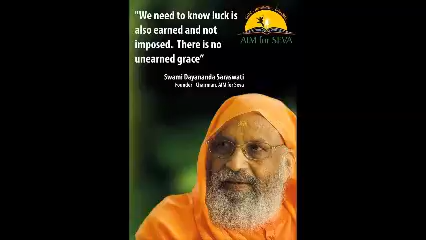 "We need to know luck is
also earned and not
imposed.  There is no
unearned grace"
Swami Dayananda Saraswati
Founder Chairman, AIM for Seva
AIM for SEVA